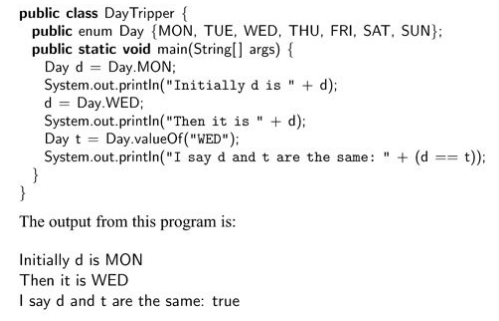 public class DayTripper {
public enum Day {MON, TUE, WED, THU, FRI, SAT, SUN};
public static void main(String[] args) {
Day d = Day.MON;
System.out.println("Initially d is " + d);
d = Day.WED;
System.out.println("Then it is " + d);
Day t = Day.valueOf("WED");
System.out.println("I say d and t are the same: " + (d == t));
}
}
The output from this program is:
Initially d is MON
Then it is WED
I say d and t are the same: true